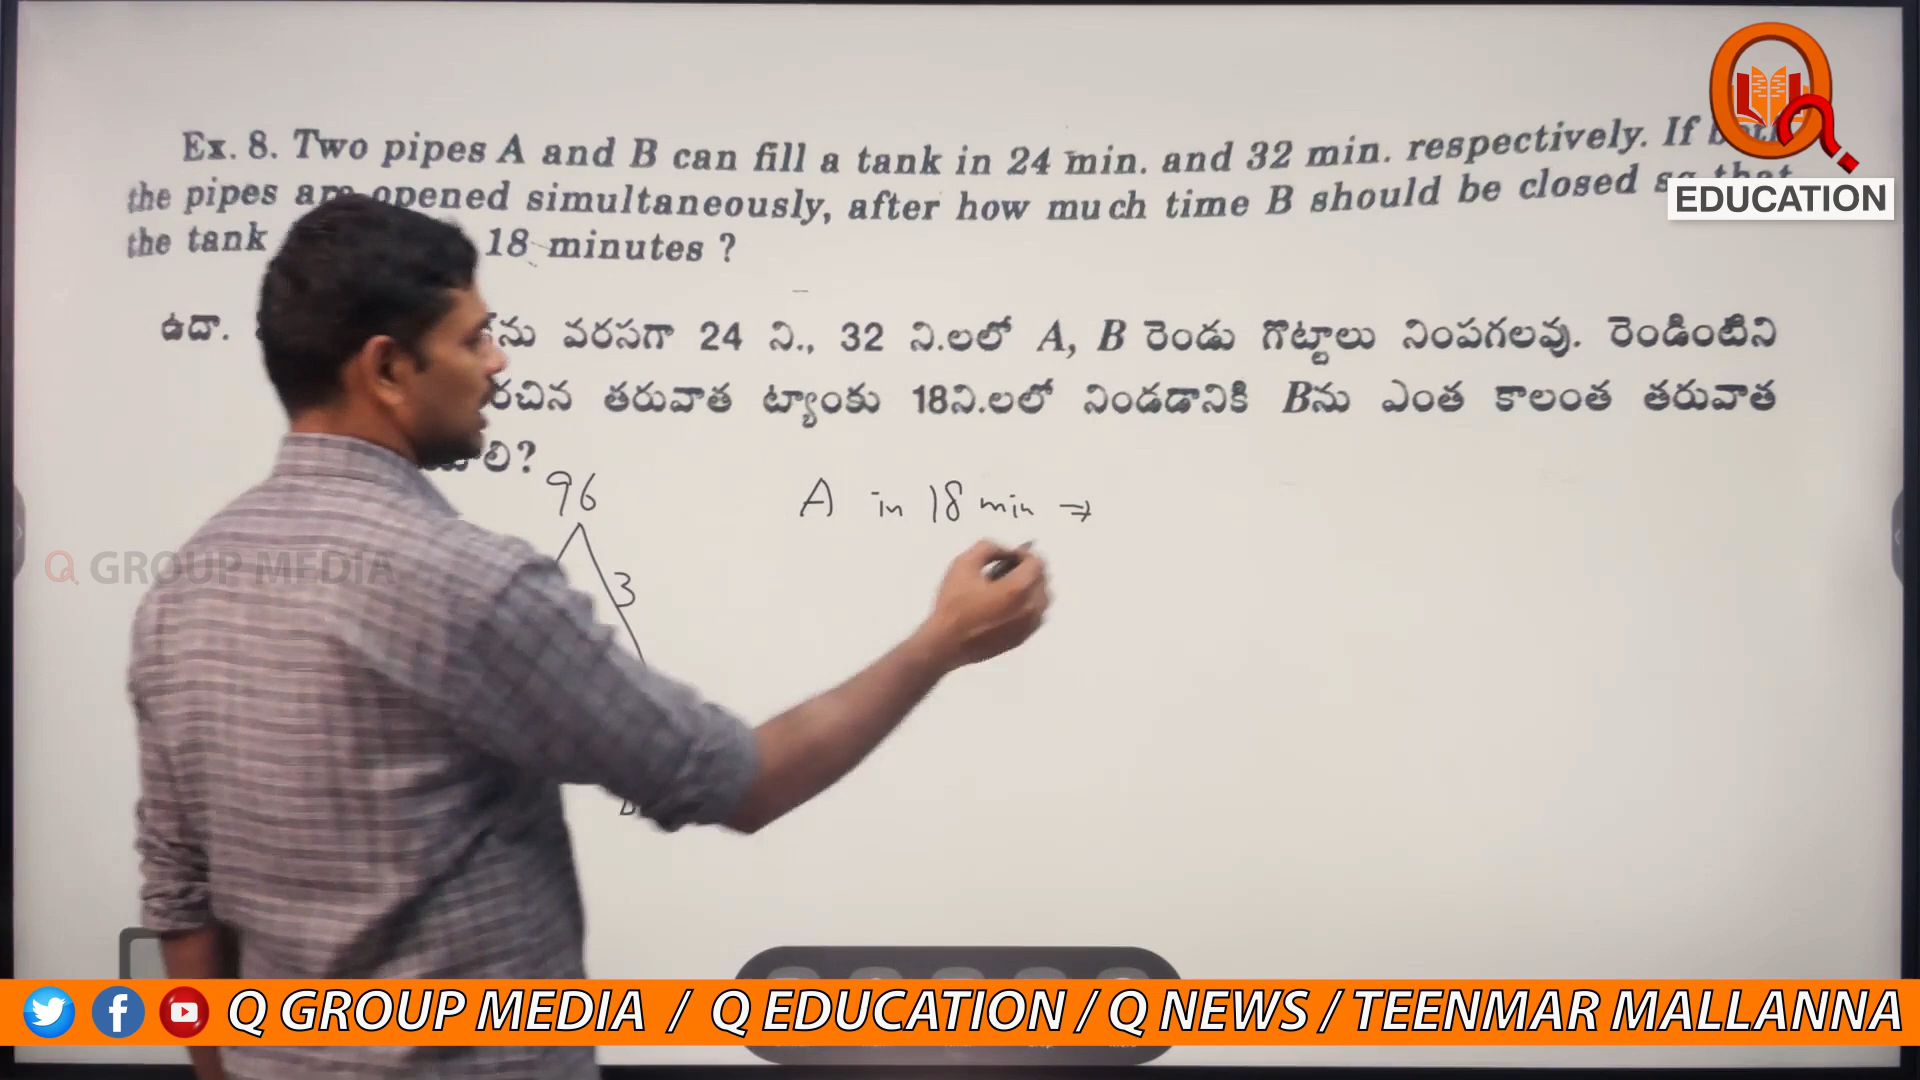 Ex. 8. Two pipes A and B can fill a tank in 24 min. and 32 min. respectively. If
the pipes are opened simultaneously, after how much time B should be closed so that
the tank 18 minutes ?
ఉదా. వరసగా 24 ని., 32 ని.లలో A, B రెండు గొట్టాలు నింపగలవు. రెండింటిని
తరువాత ట్యాంకు 18ని.లలో నిండడానికి Bను ఎంత కాలంత తరువాత
96
A in 18 min ⇒
3
Q GROUP MEDIA
EDUCATION
Q GROUP MEDIA / Q EDUCATION / Q NEWS / TEENMAR MALLANNA